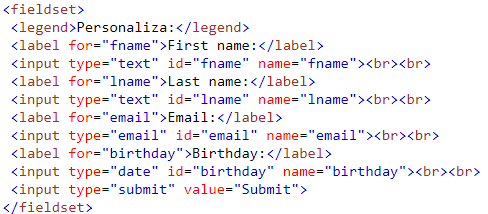 <fieldset>
<legend>Personaliza:</legend>
<label for="fname">First name:</label>
<input type="text" id="fname" name="fname"><br><br>
<label for="lname">Last name:</label>
<input type="text" id="lname" name="lname"><br><br>
<label for="email">Email:</label>
<input type="email" id="email" name="email"><br><br>
<label for="birthday">Birthday:</label>
<input type="date" id="birthday" name="birthday"><br><br>
<input type="submit" value="Submit">
</fieldset>